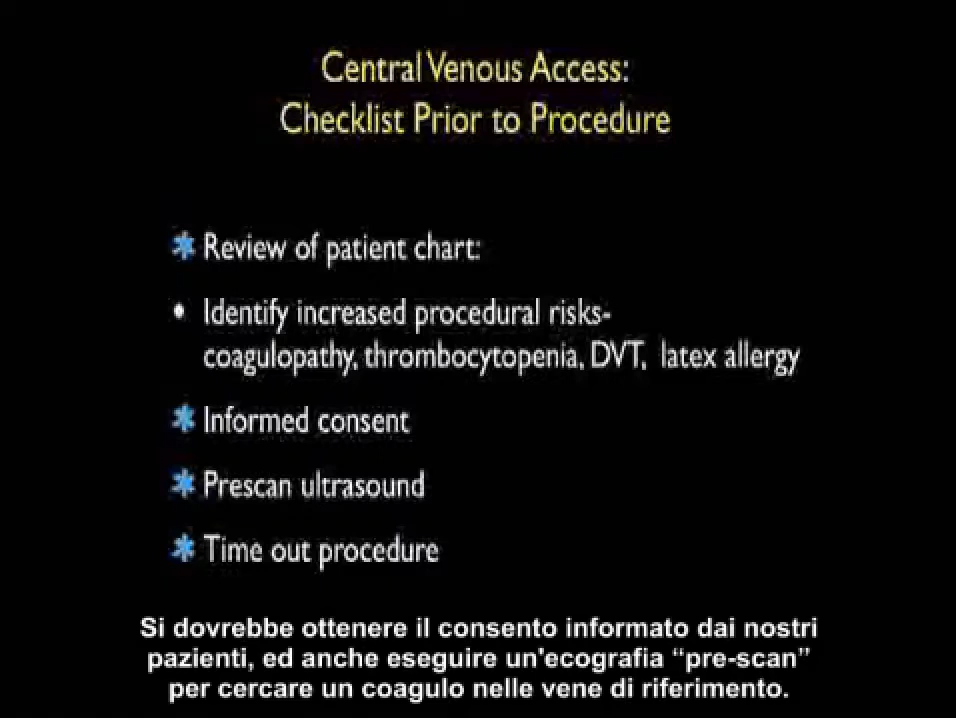 Central Venous Access:
Checklist Prior to Procedure
✱ Review of patient chart:
• Identify increased procedural risks-
coagulopathy, thrombocytopenia, DVT, latex allergy
✱ Informed consent
✱ Prescan ultrasound
✱ Time out procedure
Si dovrebbe ottenere il consento informato dai nostri
pazienti, ed anche eseguire un'ecografia “pre-scan”
per cercare un coagulo nelle vene di riferimento.